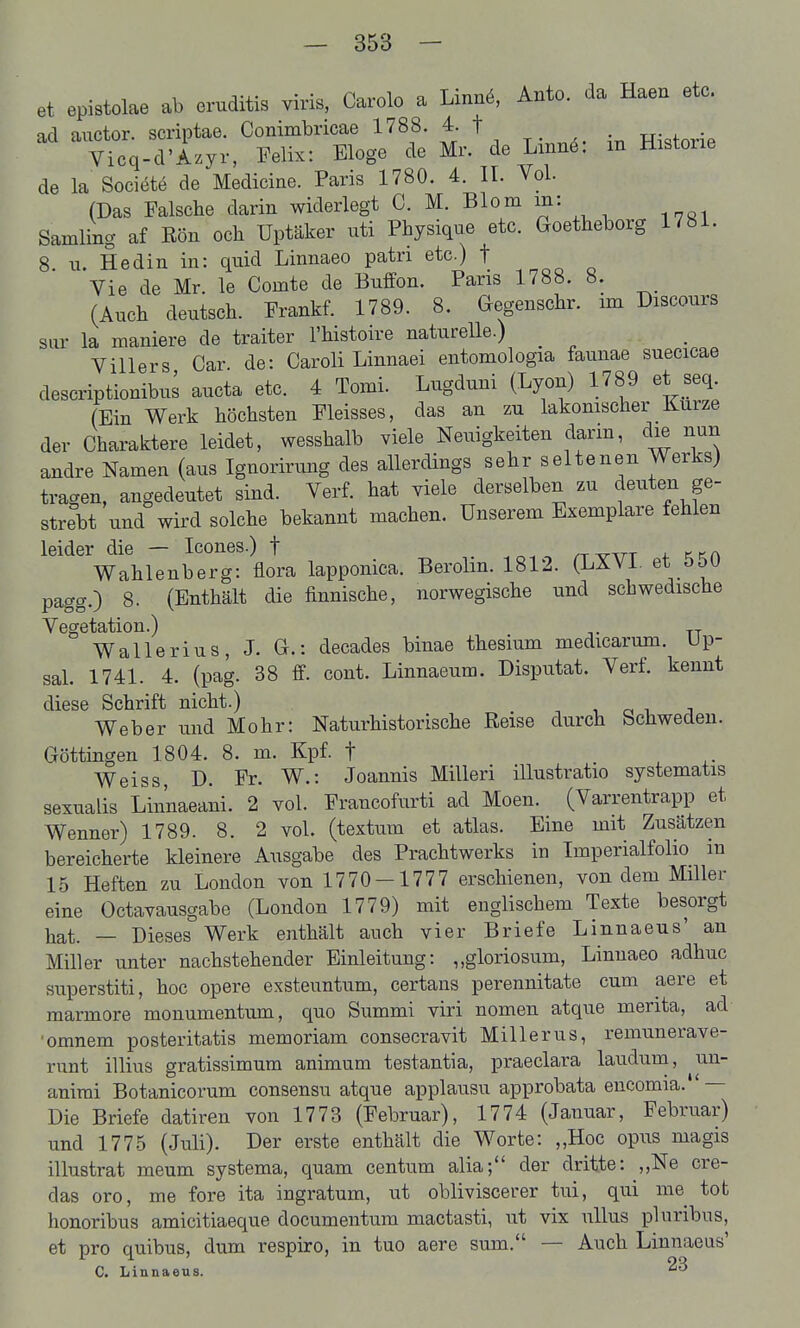 — 353 —
et epistolae ab eruditis viris, Carolo a Linné, Anto. da Haen etc.
ad auctor. scriptae. Conimbricae 1788. 4. †
Vicq-d'Azyr, Felix: Eloge de Mr. de Linné: in Historie
de la Société de Medicine. Paris 1780. 4. II. Vol.
(Das Falsche darin widerlegt C. M. Blom in:
Samling af Rön och Uptäker uti Physique etc. Goetheborg 1781.
8. u. Hedin in: quid Linnaeo patri etc.) †
Vie de Mr. le Comte de Buffon. Paris 1788. 8.
(Auch deutsch. Frankf. 1789. 8. Gegenschr. im Discours
sur la maniere de traiter l'histoire naturelle.)
Villers, Car. de: Caroli Linnaei entomologia faunae suecicae
descriptionibus aucta etc. 4 Tomi. Lugduni (Lyon) 1789 et seq.
(Ein Werk höchsten Fleisses, das an zu lakonischer Kürze
der Charaktere leidet, wesshalb viele Neuigkeiten darin, die nun
andre Namen (aus Ignorirung des allerdings sehr seltenen Werks)
tragen, angedeutet sind. Verf. hat viele derselben zu deuten ge-
strebt und wird solche bekannt machen. Unserem Exemplare fehlen
leider die — Icones.) †
Wahlenberg: flora lapponica. Berolin. 1812. (LXVI. et 550
pagg.) 8. (Enthält die finnische, norwegische und schwedische
Vegetation.)
Wallerius, J. G.: decades binae thesium medicarum. Up-
sal. 1741. 4. (pag. 38 ff. cont. Linnaeum. Disputat. Verf. kennt
diese Schrift nicht.)
Weber und Mohr: Naturhistorische Reise durch Schweden.
Göttingen 1804. 8. m. Kpf. †
Weiss, D. Fr. W.: Joannis Milleri illustratio systematis
sexualis Linnaeani. 2 vol. Francofurti ad Moen. (Varrentrapp et
Wenner) 1789. 8. 2 vol. (textum et atlas. Eine mit Zusätzen
bereicherte kleinere Ausgabe des Prachtwerks in Imperialfolio in
15 Heften zu London von 1770—1777 erschienen, von dem Miller
eine Octavausgabe (London 1779) mit englischem Texte besorgt
hat. — Dieses Werk enthält auch vier Briefe Linnaeus' an
Miller unter nachstehender Einleitung: „gloriosum, Linnaeo adhuc
superstiti, hoc opere exsteuntum, certans perennitate cum aere et
marmore monumentum, quo Summi viri nomen atque merita, ad
omnem posteritatis memoriam consecravit Millerus, remunerave-
runt illius gratissimum animum testantia, praeclara laudum, un-
animi Botanicorum consensu atque applausu approbata encomia.“ —
Die Briefe datiren von 1773 (Februar), 1774 (Januar, Februar)
und 1775 (Juli). Der erste enthält die Worte: „Hoc opus magis
illustrat meum systema, quam centum alia;“ der dritte: „Ne cre-
das oro, me fore ita ingratum, ut obliviscerer tui, qui me tot
honoribus amicitiaeque documentum mactasti, ut vix ullus pluribus,
et pro quibus, dum respiro, in tuo aere sum.“ — Auch Linnaeus'
C. Linnaeus. 23